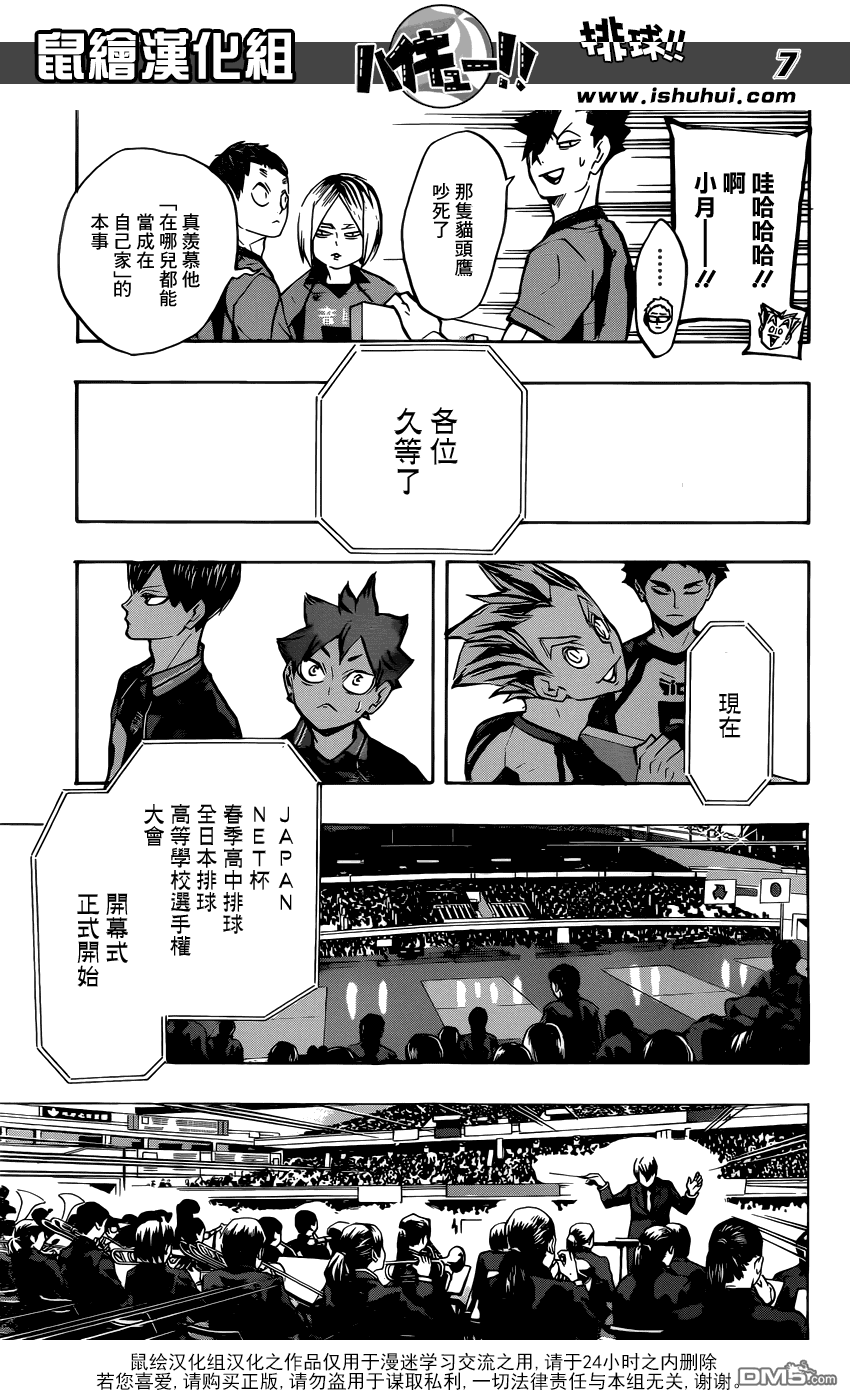 鼠繪漢化組
ハイキュー!!
排球!!
7
www.ishuhui.com
哇哈哈哈!!
啊
小月——!!
………
那隻貓頭鷹
吵死了
真羨慕他
「在哪兒都能
當成在
自己家」的
本事
音駒
各位
久等了
現在
JAPAN
NET杯
春季高中排球
全日本排球
高等學校選手權
大會
開幕式
正式開始
鼠绘汉化组汉化之作品仅用于漫迷学习交流之用,请于24小时之内删除
若您喜爱,请购买正版,请勿盗用于谋取私利,一切法律责任与本组无关,谢谢。
DM5.com